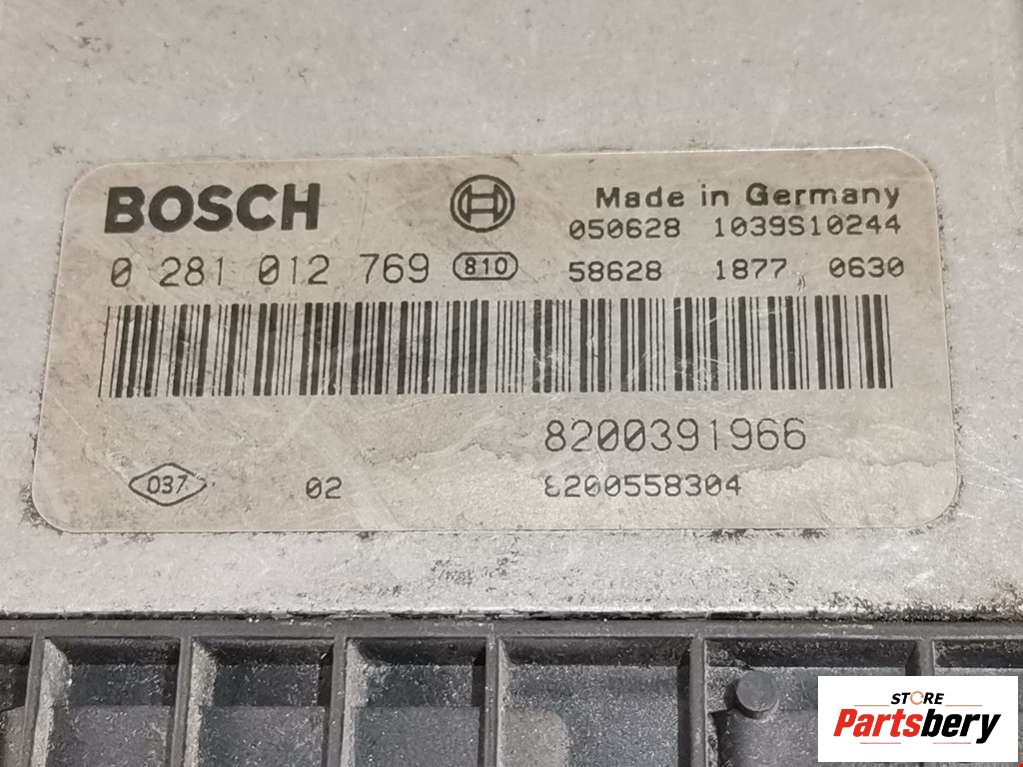 BOSCH
Made in Germany
050628 1039S10244
0 281 012 769 810
58628 1877 0630
8200391966
037 02 8200558304
STORE
Partsbery